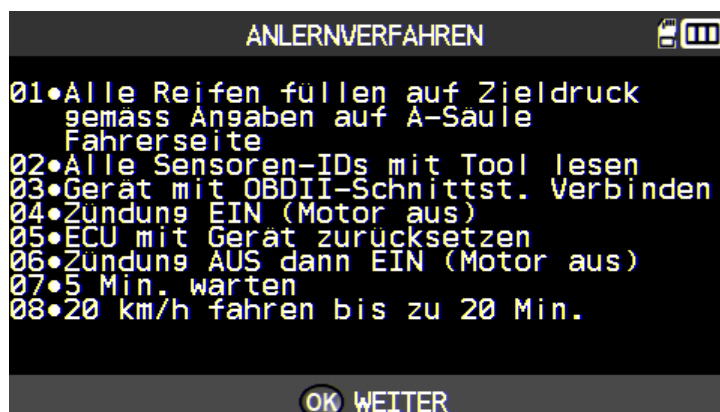 ANLERNVERFAHREN
01•Alle Reifen füllen auf Zieldruck
gemäss Angaben auf A-Säule
Fahrerseite
02•Alle Sensoren-IDs mit Tool lesen
03•Gerät mit OBDII-Schnittst. Verbinden
04•Zündung EIN (Motor aus)
05•ECU mit Gerät zurücksetzen
06•Zündung AUS dann EIN (Motor aus)
07•5 Min. warten
08•20 km/h fahren bis zu 20 Min.
OK WEITER